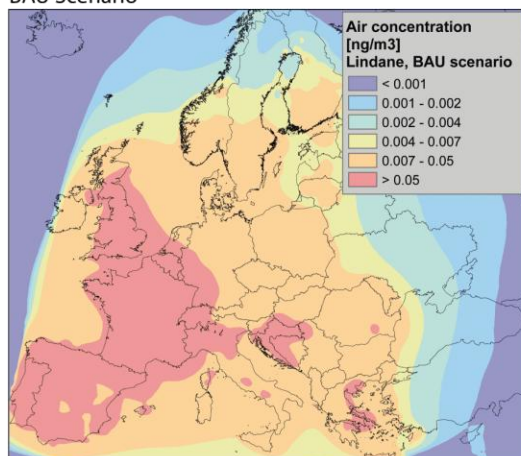 BAU Scenario
Air concentration
[ng/m3]
Lindane, BAU scenario
< 0.001
0.001 - 0.002
0.002 - 0.004
0.004 - 0.007
0.007 - 0.05
> 0.05